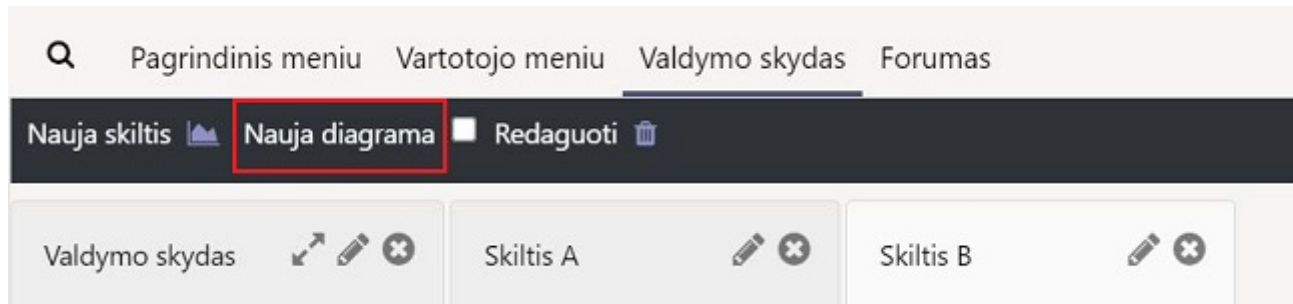 Pagrindinis meniu Vartotojo meniu Valdymo skydas Forumas
Nauja skiltis Nauja diagrama Redaguoti
Valdymo skydas Skiltis A Skiltis B